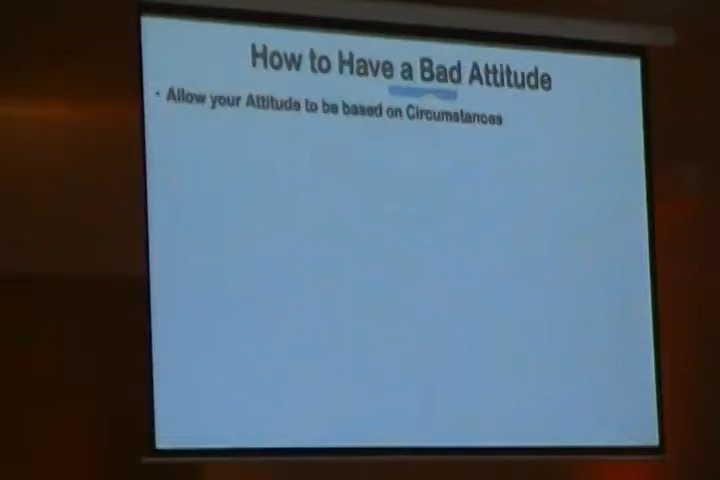 How to Have a Bad Attitude
• Allow your Attitude to be based on Circumstances